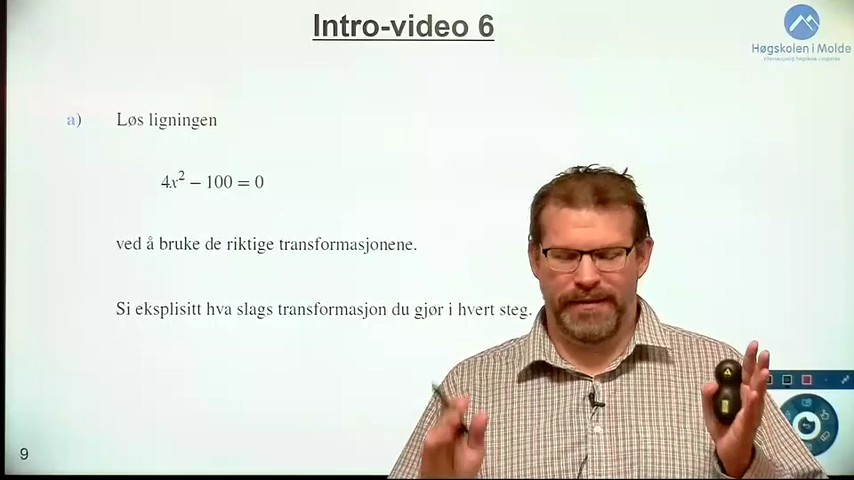 Intro-video 6
Høgskolen i Molde
a) Løs ligningen
4x² − 100 = 0
ved å bruke de riktige transformasjonene.
Si eksplisitt hva slags transformasjon du gjør i hvert steg.
9